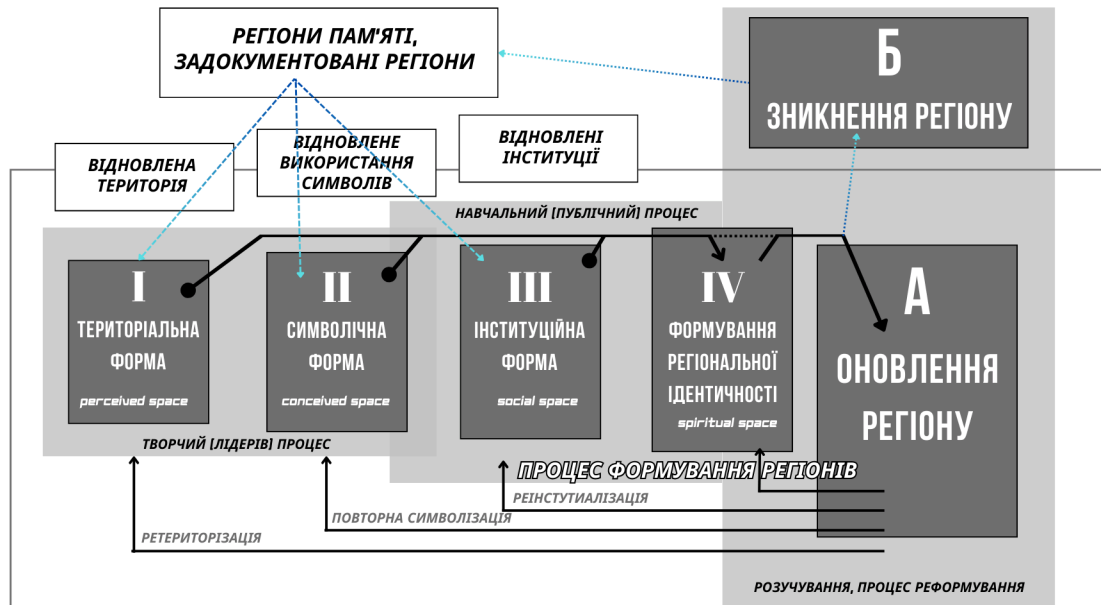 РЕГІОНИ ПАМ'ЯТІ,
ЗАДОКУМЕНТОВАНІ РЕГІОНИ
Б
ЗНИКНЕННЯ РЕГІОНУ
ВІДНОВЛЕНА
ТЕРИТОРІЯ
ВІДНОВЛЕНЕ
ВИКОРИСТАННЯ
СИМВОЛІВ
ВІДНОВЛЕНІ
ІНСТИТУЦІЇ
НАВЧАЛЬНИЙ [ПУБЛІЧНИЙ] ПРОЦЕС
I
ТЕРИТОРІАЛЬНА
ФОРМА
perceived space
II
СИМВОЛІЧНА
ФОРМА
conceived space
III
ІНСТИТУЦІЙНА
ФОРМА
social space
IV
ФОРМУВАННЯ
РЕГІОНАЛЬНОЇ
ІДЕНТИЧНОСТІ
spiritual space
А
ОНОВЛЕННЯ
РЕГІОНУ
ТВОРЧИЙ [ЛІДЕРІВ] ПРОЦЕС
ПРОЦЕС ФОРМУВАННЯ РЕГІОНІВ
РЕІНСТУТИАЛІЗАЦІЯ
ПОВТОРНА СИМВОЛІЗАЦІЯ
РЕТЕРИТОРІЗАЦІЯ
РОЗУЧУВАННЯ, ПРОЦЕС РЕФОРМУВАННЯ